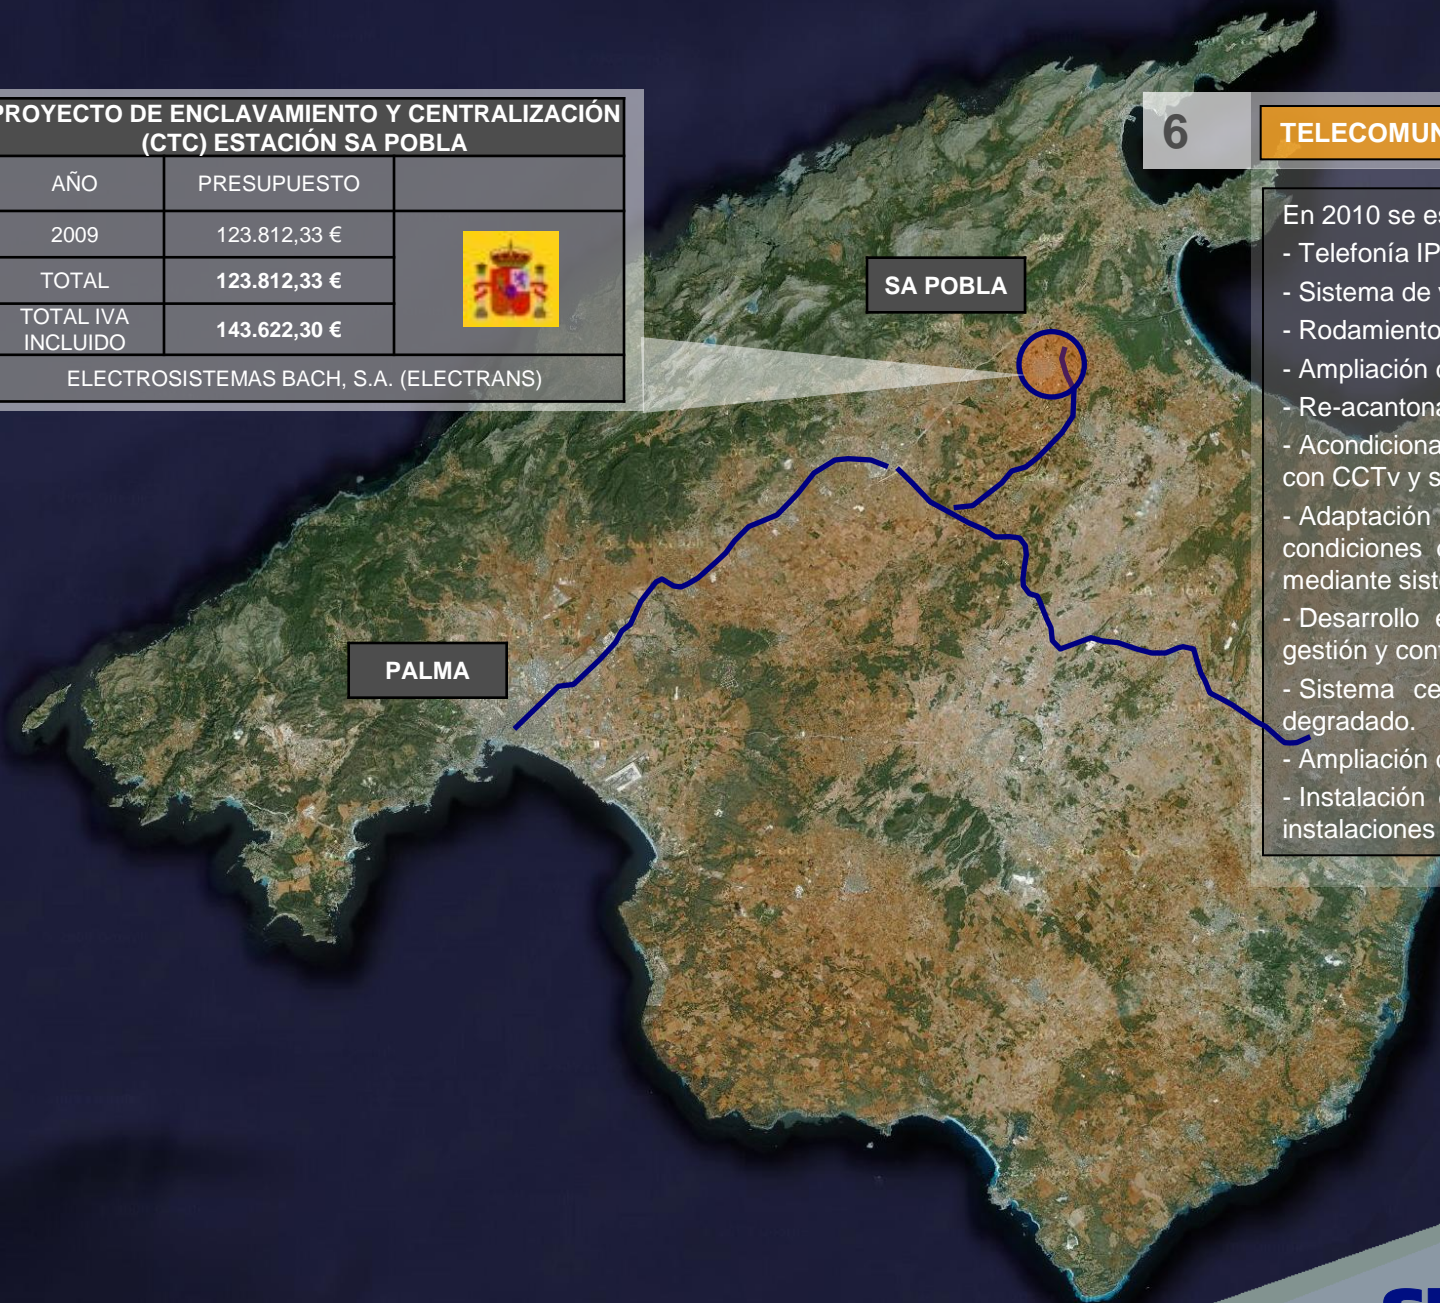 PROYECTO DE ENCLAVAMIENTO Y CENTRALIZACIÓN
(CTC) ESTACIÓN SA POBLA
AÑO PRESUPUESTO
2009 123.812,33 €
TOTAL 123.812,33 €
TOTAL IVA
INCLUIDO 143.622,30 €
ELECTROSISTEMAS BACH, S.A. (ELECTRANS)
SA POBLA
PALMA
6
TELECOMUN
En 2010 se es
- Telefonía IP
- Sistema de v
- Rodamiento
- Ampliación
- Re-acantona
- Acondiciona
con CCTv y s
- Adaptación
condiciones
mediante siste
- Desarrollo e
gestión y cont
- Sistema ce
degradado.
- Ampliación
- Instalación
instalaciones